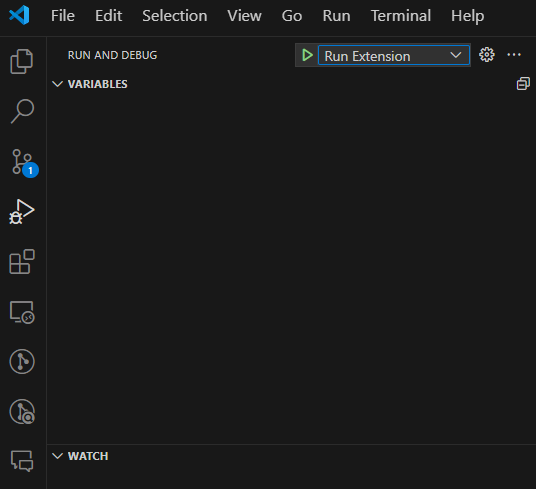 File Edit Selection View Go Run Terminal Help
RUN AND DEBUG Run Extension
VARIABLES
1
WATCH